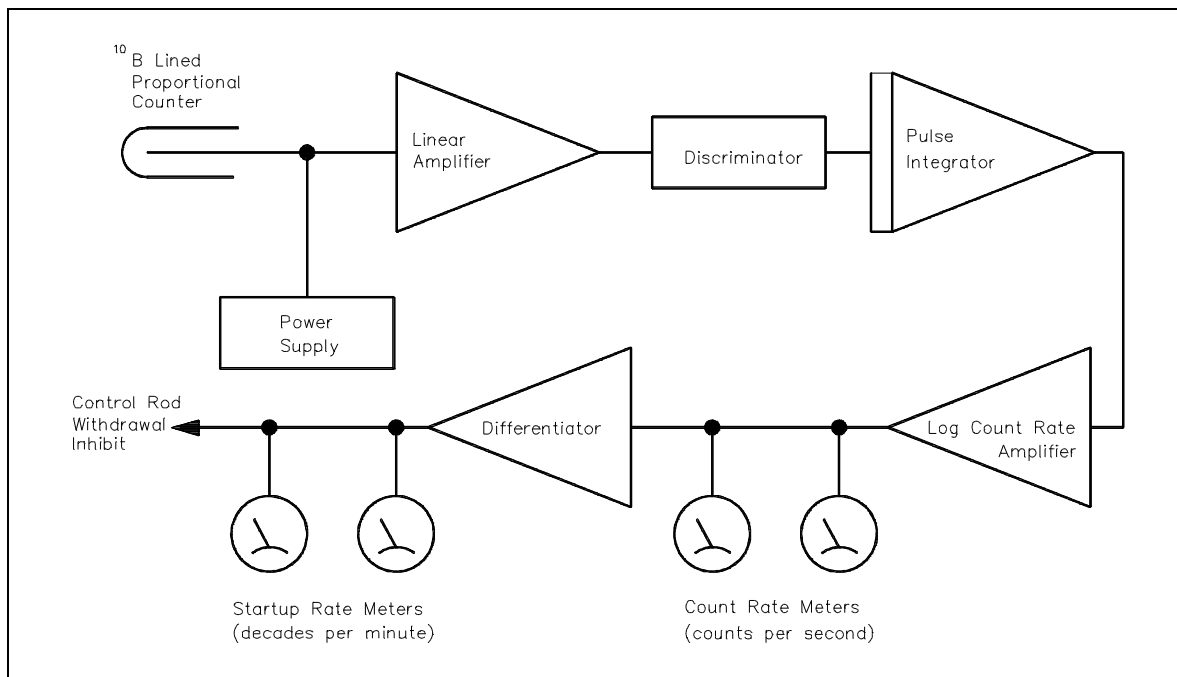 10
B Lined
Proportional
Counter
Linear
Amplifier
Discriminator
Pulse
Integrator
Power
Supply
Control Rod
Withdrawal
Inhibit
Differentiator
Log Count Rate
Amplifier
Startup Rate Meters
(decades per minute)
Count Rate Meters
(counts per second)